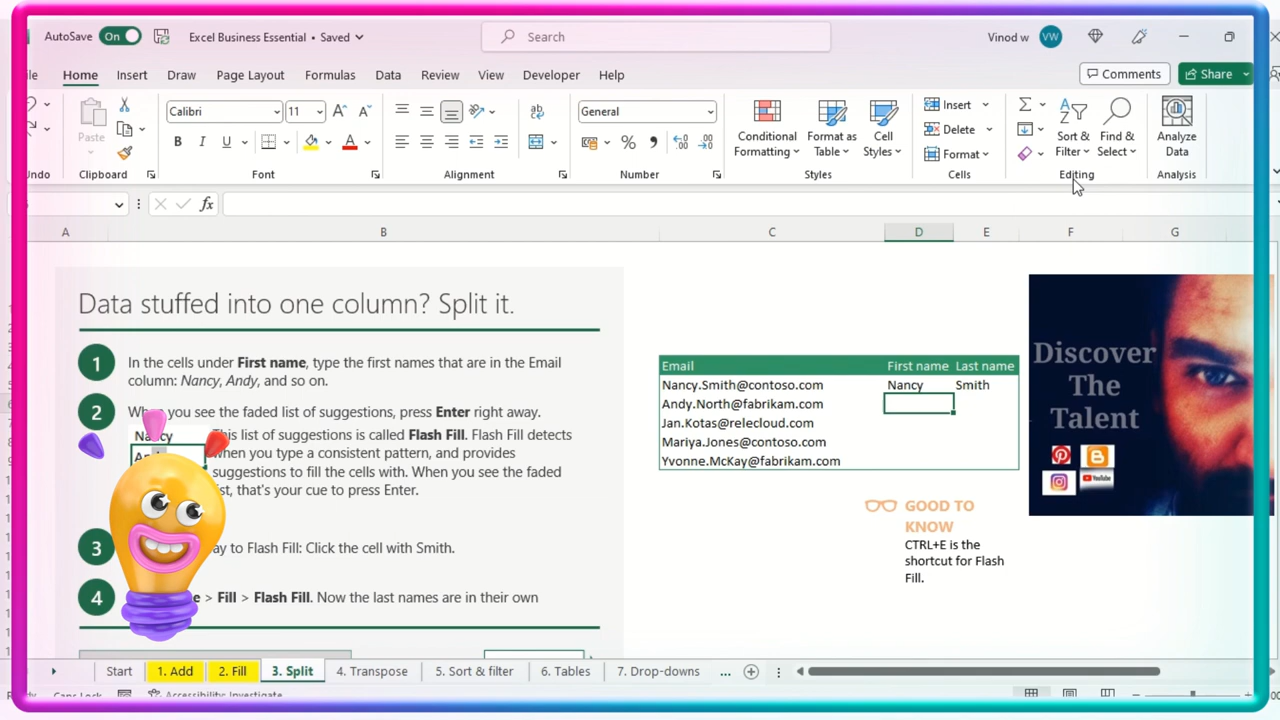 AutoSave On Excel Business Essential • Saved Search Vinod w VW
Home Insert Draw Page Layout Formulas Data Review View Developer Help Comments Share
Calibri 11 General Insert
Paste B I U Conditional Formatting Format as Table Cell Styles Delete Format Sort & Filter Find & Select Analyze Data
Clipboard Font Alignment Number Styles Cells Editing Analysis
fx
A B C D E F G
Data stuffed into one column? Split it.
1 In the cells under First name, type the first names that are in the Email
column: Nancy, Andy, and so on.
2 When you see the faded list of suggestions, press Enter right away.
Nancy This list of suggestions is called Flash Fill. Flash Fill detects
when you type a consistent pattern, and provides
suggestions to fill the cells with. When you see the faded
list, that's your cue to press Enter.
3 to Flash Fill: Click the cell with Smith.
4 > Fill > Flash Fill. Now the last names are in their own
Email First name Last name
Nancy.Smith@contoso.com Nancy Smith
Andy.North@fabrikam.com
Jan.Kotas@relecloud.com
Mariya.Jones@contoso.com
Yvonne.McKay@fabrikam.com
GOOD TO
KNOW
CTRL+E is the
shortcut for Flash
Fill.
Discover
The
Talent
YouTube
Start 1. Add 2. Fill 3. Split 4. Transpose 5. Sort & filter 6. Tables 7. Drop-downs ...
Caps Lock Accessibility: Investigate